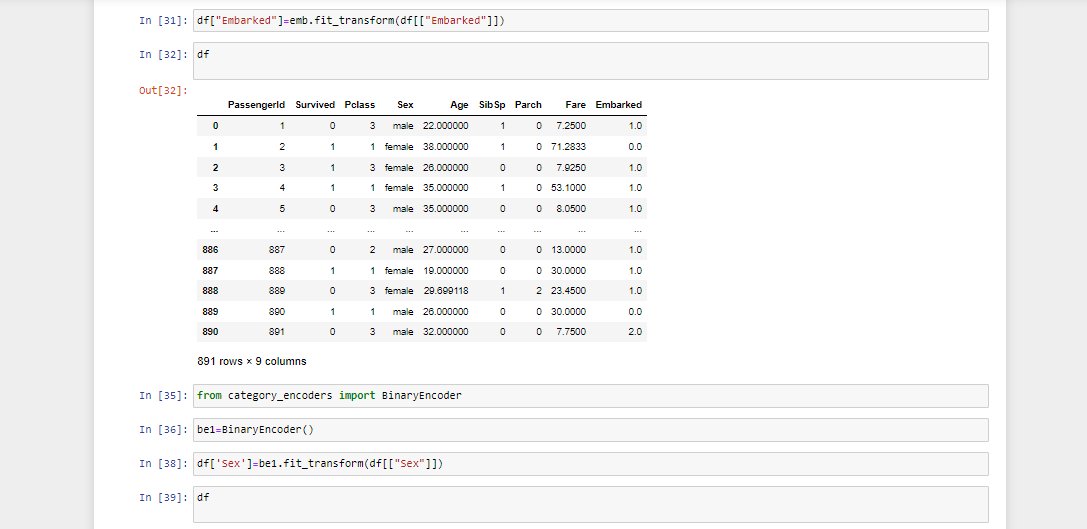 In [31]: df["Embarked"]=emb.fit_transform(df[["Embarked"]])
In [32]: df
Out[32]:
PassengerId Survived Pclass Sex Age SibSp Parch Fare Embarked
0 1 0 3 male 22.000000 1 0 7.2500 1.0
1 2 1 1 female 38.000000 1 0 71.2833 0.0
2 3 1 3 female 26.000000 0 0 7.9250 1.0
3 4 1 1 female 35.000000 1 0 53.1000 1.0
4 5 0 3 male 35.000000 0 0 8.0500 1.0
... ... ... ... ... ... ... ... ... ...
886 887 0 2 male 27.000000 0 0 13.0000 1.0
887 888 1 1 female 19.000000 0 0 30.0000 1.0
888 889 0 3 female 29.699118 1 2 23.4500 1.0
889 890 1 1 male 26.000000 0 0 30.0000 0.0
890 891 0 3 male 32.000000 0 0 7.7500 2.0
891 rows × 9 columns
In [35]: from category_encoders import BinaryEncoder
In [36]: be1=BinaryEncoder()
In [38]: df['Sex']=be1.fit_transform(df[["Sex"]])
In [39]: df